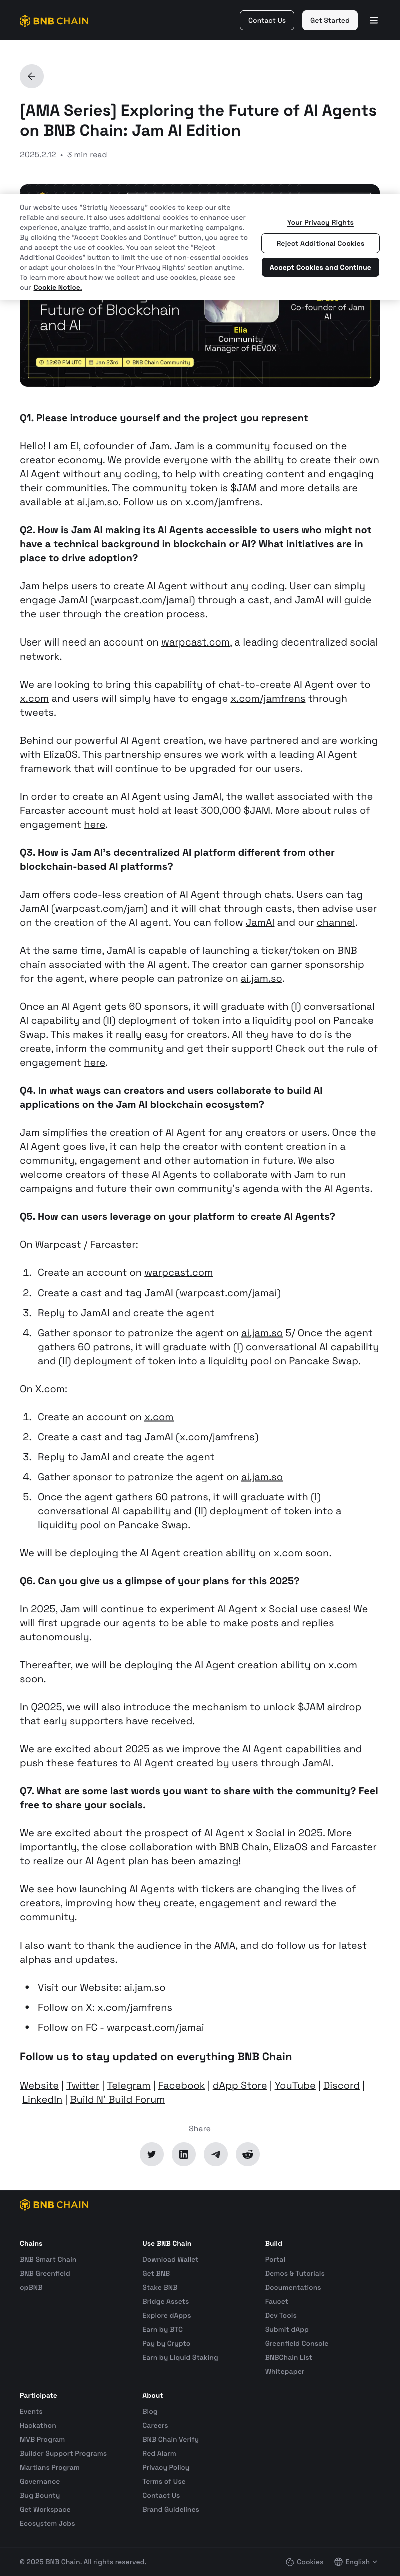 BNB CHAIN
Contact Us
Get Started
[AMA Series] Exploring the Future of AI Agents
on BNB Chain: Jam AI Edition
2025.2.12 • 3 min read
Our website uses "Strictly Necessary" cookies to keep our site
reliable and secure. It also uses additional cookies to enhance user
experience, analyze traffic, and assist in our marketing campaigns.
By clicking the "Accept Cookies and Continue" button, you agree to
and accept the use of cookies. You can select the "Reject
Additional Cookies" button to limit the use of non-essential cookies
or adapt your choices in the 'Your Privacy Rights' section anytime.
To learn more about how we use and collect cookies, please see
our Cookie Notice.
Your Privacy Rights
Reject Additional Cookies
Accept Cookies and Continue
Future of Blockchain
and AI
Elia
Community
Manager of REVOX
Co-founder of Jam
AI
12:00 PM UTC
Jan 23rd
BNB Chain Community
Q1. Please introduce yourself and the project you represent
Hello! I am El, cofounder of Jam. Jam is a community focused on the
creator economy. We provide everyone with the ability to create their own
AI Agent without any coding, to help with creating content and engaging
their communities. The community token is $JAM and more details are
available at ai.jam.so. Follow us on x.com/jamfrens.
Q2. How is Jam AI making its AI Agents accessible to users who might not
have a technical background in blockchain or AI? What initiatives are in
place to drive adoption?
Jam helps users to create AI Agent without any coding. User can simply
engage JamAI (warpcast.com/jamai) through a cast, and JamAI will guide
the user through the creation process.
User will need an account on warpcast.com, a leading decentralized social
network.
We are looking to bring this capability of chat-to-create AI Agent over to
x.com and users will simply have to engage x.com/jamfrens through
tweets.
Behind our powerful AI Agent creation, we have partnered and are working
with ElizaOS. This partnership ensures we work with a leading AI Agent
framework that will continue to be upgraded for our users.
In order to create an AI Agent using JamAI, the wallet associated with the
Farcaster account must hold at least 300,000 $JAM. More about rules of
engagement here.
Q3. How is Jam AI's decentralized AI platform different from other
blockchain-based AI platforms?
Jam offers code-less creation of AI Agent through chats. Users can tag
JamAI (warpcast.com/jam) and it will chat through casts, then advise user
on the creation of the AI agent. You can follow JamAI and our channel.
At the same time, JamAI is capable of launching a ticker/token on BNB
chain associated with the AI agent. The creator can garner sponsorship
for the agent, where people can patronize on ai.jam.so.
Once an AI Agent gets 60 sponsors, it will graduate with (I) conversational
AI capability and (II) deployment of token into a liquidity pool on Pancake
Swap. This makes it really easy for creators. All they have to do is the
create, inform the community and get their support! Check out the rule of
engagement here.
Q4. In what ways can creators and users collaborate to build AI
applications on the Jam AI blockchain ecosystem?
Jam simplifies the creation of AI Agent for any creators or users. Once the
AI Agent goes live, it can help the creator with content creation in a
community, engagement and other automation in future. We also
welcome creators of these AI Agents to collaborate with Jam to run
campaigns and future their own community's agenda with the AI Agents.
Q5. How can users leverage on your platform to create AI Agents?
On Warpcast / Farcaster:
1. Create an account on warpcast.com
2. Create a cast and tag JamAI (warpcast.com/jamai)
3. Reply to JamAI and create the agent
4. Gather sponsor to patronize the agent on ai.jam.so 5/ Once the agent
gathers 60 patrons, it will graduate with (I) conversational AI capability
and (II) deployment of token into a liquidity pool on Pancake Swap.
On X.com:
1. Create an account on x.com
2. Create a cast and tag JamAI (x.com/jamfrens)
3. Reply to JamAI and create the agent
4. Gather sponsor to patronize the agent on ai.jam.so
5. Once the agent gathers 60 patrons, it will graduate with (I)
conversational AI capability and (II) deployment of token into a
liquidity pool on Pancake Swap.
We will be deploying the AI Agent creation ability on x.com soon.
Q6. Can you give us a glimpse of your plans for this 2025?
In 2025, Jam will continue to experiment AI Agent x Social use cases! We
will first upgrade our agents to be able to make posts and replies
autonomously.
Thereafter, we will be deploying the AI Agent creation ability on x.com
soon.
In Q2025, we will also introduce the mechanism to unlock $JAM airdrop
that early supporters have received.
We are excited about 2025 as we improve the AI Agent capabilities and
push these features to AI Agent created by users through JamAI.
Q7. What are some last words you want to share with the community? Feel
free to share your socials.
We are excited about the prospect of AI Agent x Social in 2025. More
importantly, the close collaboration with BNB Chain, ElizaOS and Farcaster
to realize our AI Agent plan has been amazing!
We see how launching AI Agents with tickers are changing the lives of
creators, improving how they create, engagement and reward the
community.
I also want to thank the audience in the AMA, and do follow us for latest
alphas and updates.
• Visit our Website: ai.jam.so
• Follow on X: x.com/jamfrens
• Follow on FC - warpcast.com/jamai
Follow us to stay updated on everything BNB Chain
Website | Twitter | Telegram | Facebook | dApp Store | YouTube | Discord |
LinkedIn | Build N' Build Forum
Share
BNB CHAIN
Chains
BNB Smart Chain
BNB Greenfield
opBNB
Use BNB Chain
Download Wallet
Get BNB
Stake BNB
Bridge Assets
Explore dApps
Earn by BTC
Pay by Crypto
Earn by Liquid Staking
Build
Portal
Demos & Tutorials
Documentations
Faucet
Dev Tools
Submit dApp
Greenfield Console
BNBChain List
Whitepaper
Participate
Events
Hackathon
MVB Program
Builder Support Programs
Martians Program
Governance
Bug Bounty
Get Workspace
Ecosystem Jobs
About
Blog
Careers
BNB Chain Verify
Red Alarm
Privacy Policy
Terms of Use
Contact Us
Brand Guidelines
© 2025 BNB Chain. All rights reserved.
Cookies
English